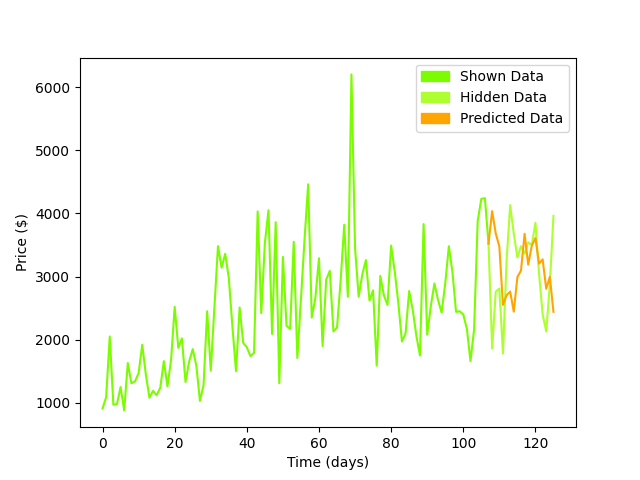 Shown Data
Hidden Data
Predicted Data
Price ($)
6000
5000
4000
3000
2000
1000
0 20 40 60 80 100 120
Time (days)